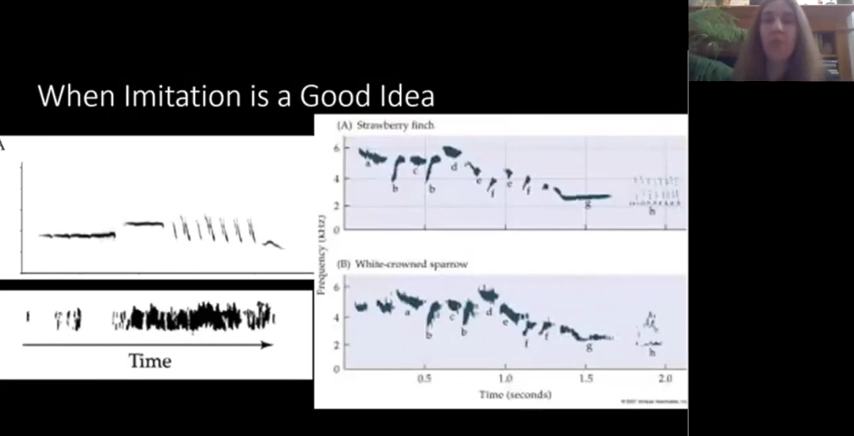 When Imitation is a Good Idea
A
Time
(A) Strawberry finch
Frequency (kHz)
6
4
2
0
a
b
c
b
d
e
f
e
f
g
h
(B) White-crowned sparrow
6
4
2
0
a
b
c
b
d
e
f
f
g
h
0.5 1.0 1.5 2.0
Time (seconds)